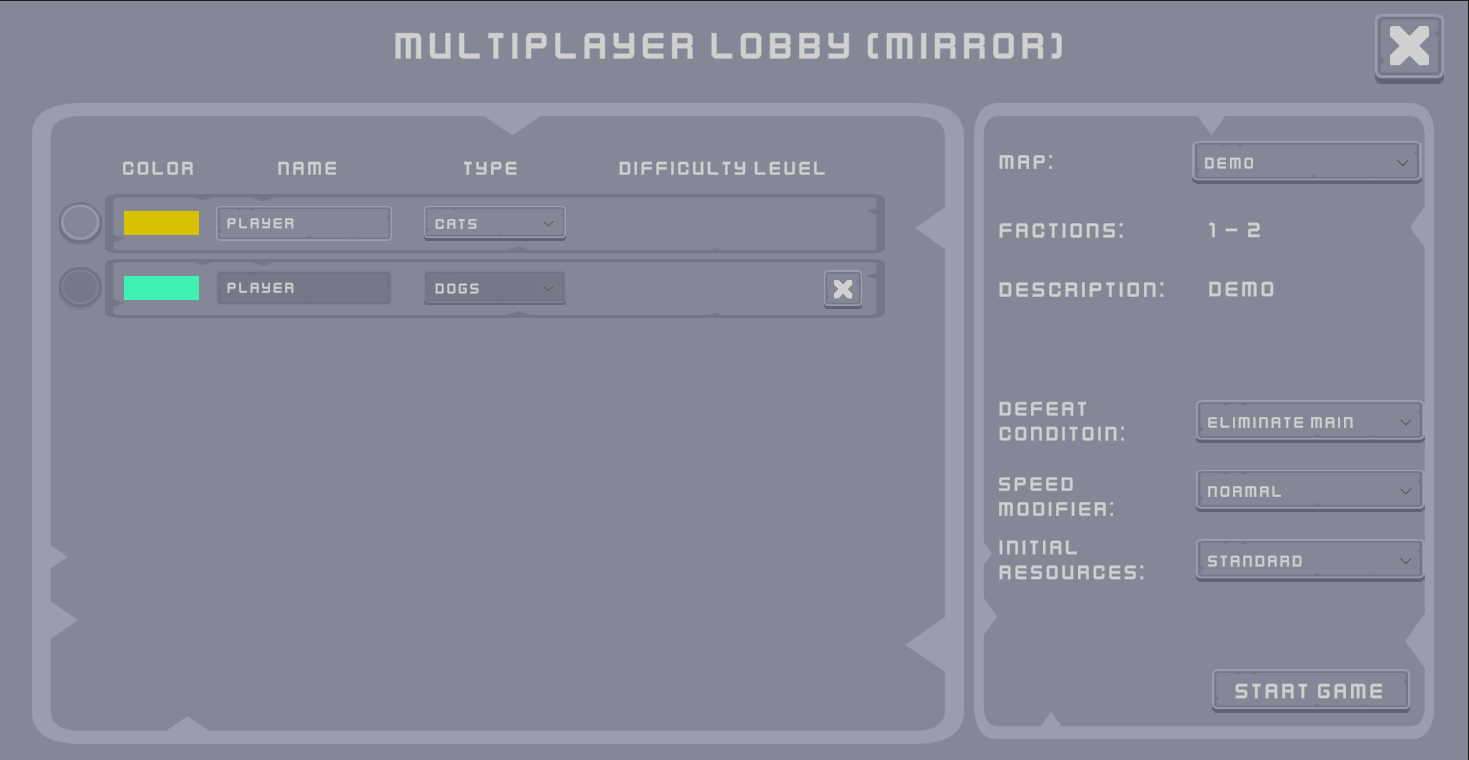 MULTIPLAYER LOBBY (MIRROR)
COLOR NAME TYPE DIFFICULTY LEVEL
PLAYER CATS
PLAYER DOGS
MAP: DEMO
FACTIONS: 1 - 2
DESCRIPTION: DEMO
DEFEAT
CONDITOIN: ELIMINATE MAIN
SPEED
MODIFIER: NORMAL
INITIAL
RESOURCES: STANDARD
START GAME